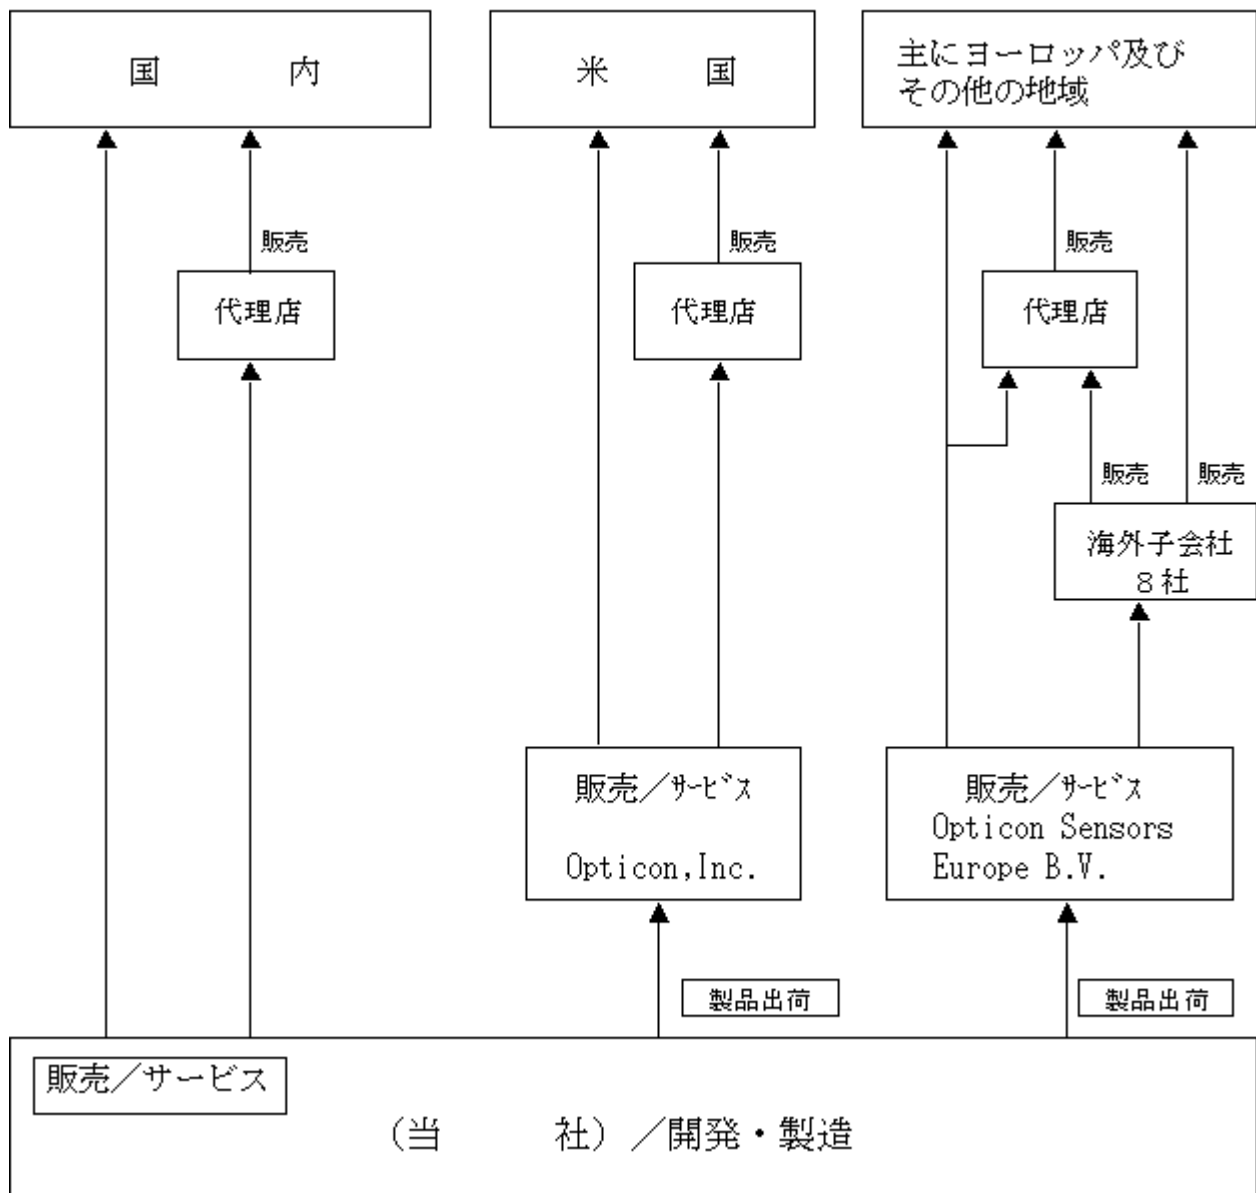 国　　　内
米　　国
主にヨーロッパ及び
その他の地域
販売
販売
販売
代理店
代理店
代理店
販売
販売
海外子会社
８社
販売／ｻｰﾋﾞｽ
Opticon,Inc.
販売／ｻｰﾋﾞｽ
Opticon Sensors
Europe B.V.
製品出荷
製品出荷
販売／サービス
（当　　　社）／開発・製造